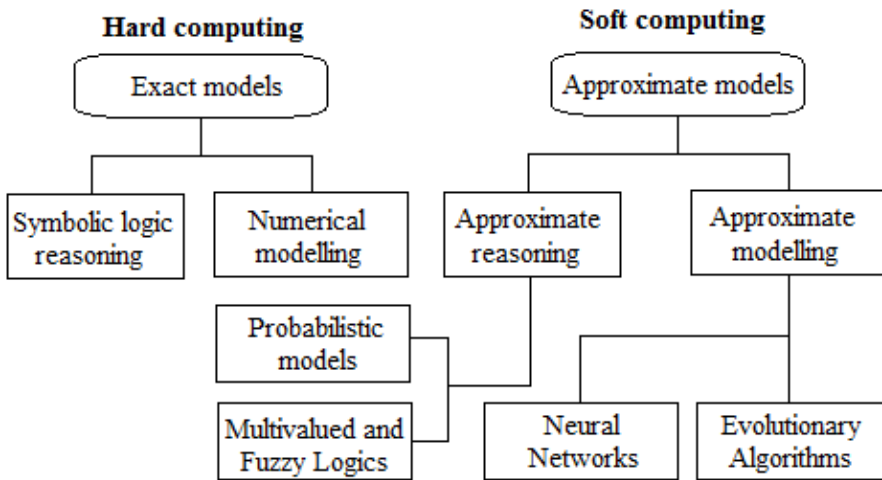 Hard computing
Soft computing
Exact models
Approximate models
Symbolic logic
reasoning
Numerical
modelling
Approximate
reasoning
Approximate
modelling
Probabilistic
models
Multivalued and
Fuzzy Logics
Neural
Networks
Evolutionary
Algorithms